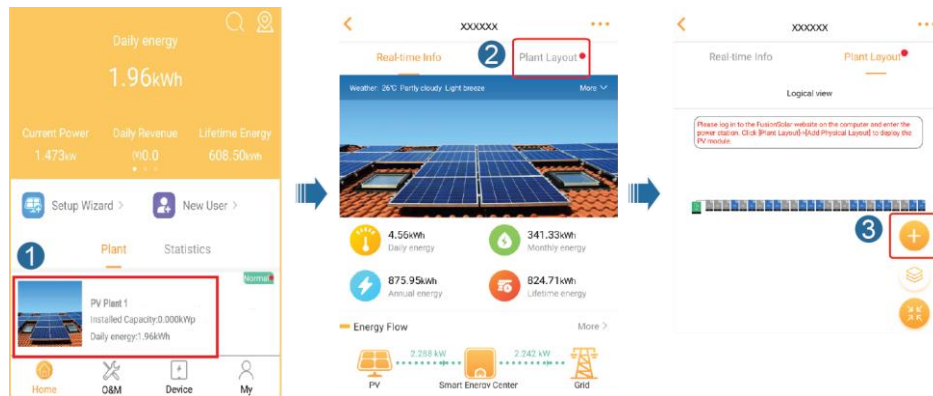 Daily energy
1.96kWh
Current Power
Daily Revenue
Lifetime Energy
1.473kw
(¥)0.0
608.50kwh
Setup Wizard >
New User >
1
Plant
Statistics
Normal
PV Plant 1
Installed Capacity:0.000kWp
Daily energy:1.96kWh
Home
O&M
Device
My
xxxxxx
Real-time Info
2
Plant Layout
Weather: 26℃ Partly cloudy Light breeze
More
4.56kWh
Daily energy
341.33kWh
Monthly energy
875.95kWh
Annual energy
824.71kWh
Lifetime energy
Energy Flow
More >
2.288 kW
2.242 kW
PV
Smart Energy Center
Grid
xxxxxx
Real-time Info
Plant Layout
Logical view
Please log in to the FusionSolar website on the computer and enter the
power station. Click [Plant Layout]>[Add Physical Layout] to deploy the
PV module.
3